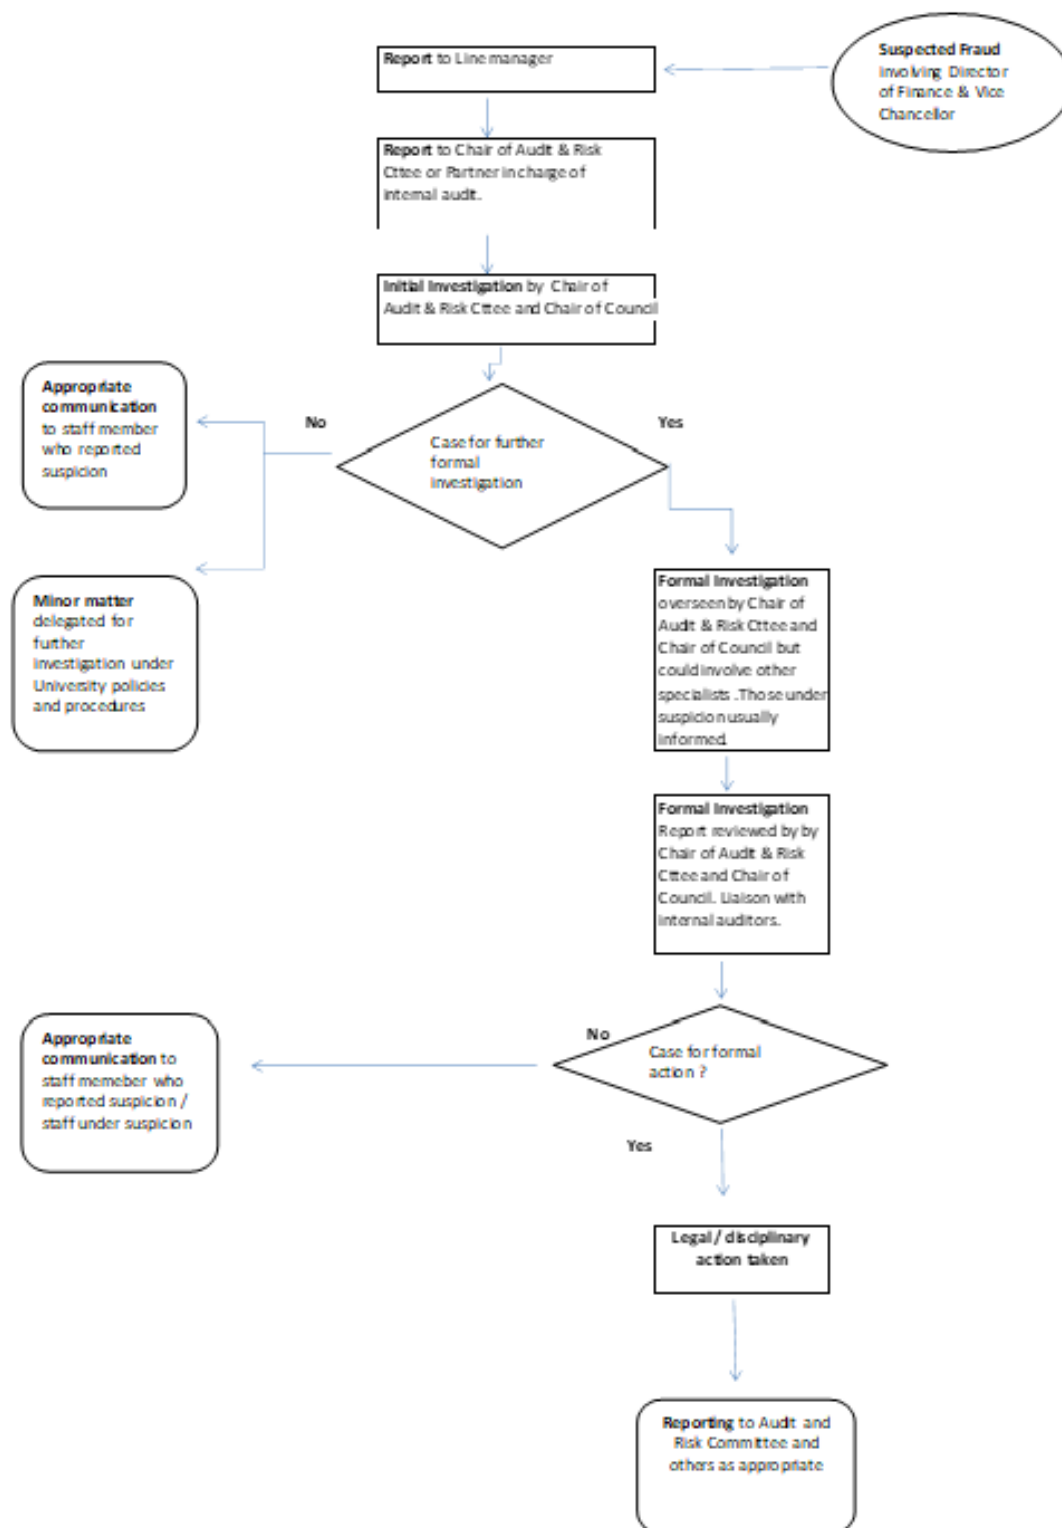 Suspected Fraud
involving Director
of Finance & Vice
Chancellor
Report to Line manager
Report to Chair of Audit & Risk
Cttee or Partner in charge of
internal audit.
Initial Investigation by Chair of
Audit & Risk Cttee and Chair of Council
Case for further
formal
investigation
No
Yes
Appropriate
communication
to staff member
who reported
suspicion
Minor matter
delegated for
further
investigation under
University policies
and procedures
Formal Investigation
overseen by Chair of
Audit & Risk Cttee and
Chair of Council but
could involve other
specialists .Those under
suspicion usually
informed.
Formal Investigation
Report reviewed by by
Chair of Audit & Risk
Cttee and Chair of
Council. Liaison with
internal auditors.
No
Case for formal
action ?
Appropriate
communication to
staff memeber who
reported suspicion /
staff under suspicion
Yes
Legal / disciplinary
action taken
Reporting to Audit and
Risk Committee and
others as appropriate